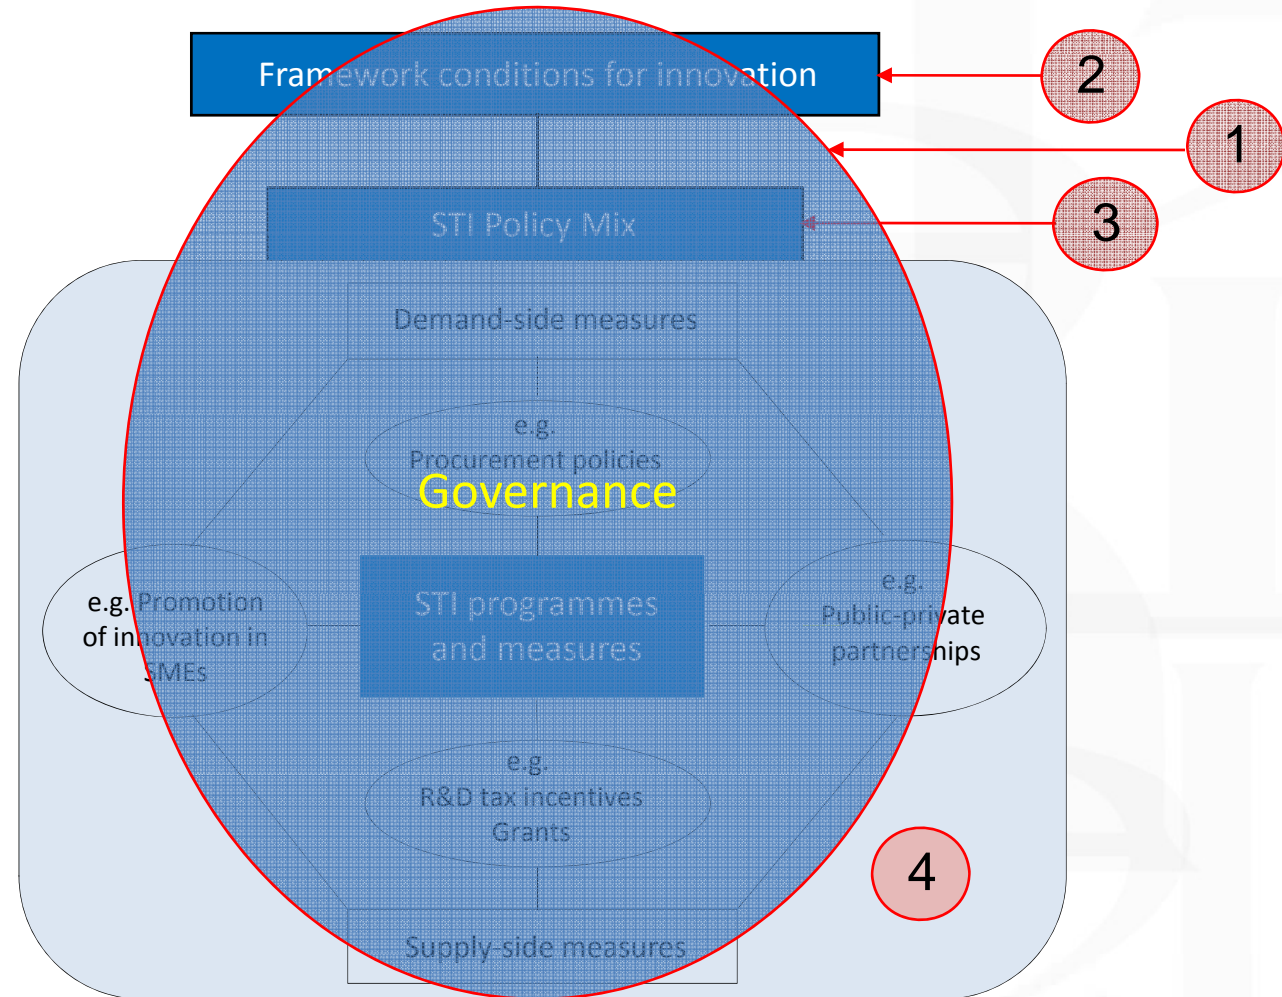 Framework conditions for innovation
2
1
STI Policy Mix
3
Demand-side measures
e.g.
Procurement policies
Governance
e.g. Promotion
of innovation in
SMEs
STI programmes
and measures
e.g.
Public-private
partnerships
e.g.
R&D tax incentives
Grants
4
Supply-side measures